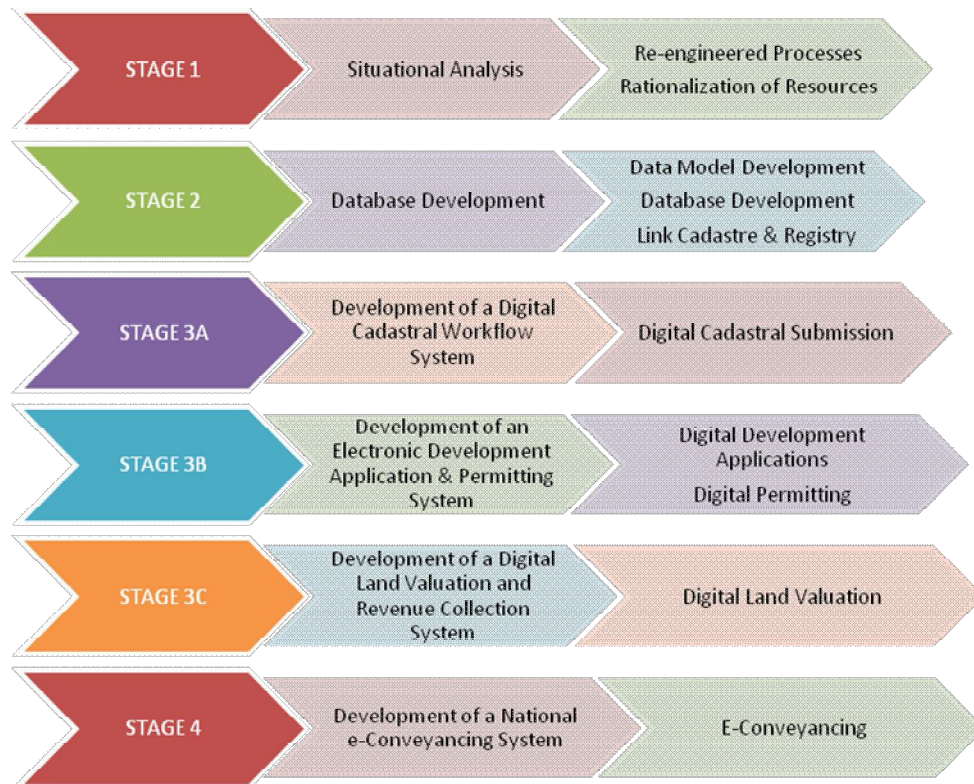 STAGE 1
Situational Analysis
Re-engineered Processes
Rationalization of Resources
STAGE 2
Database Development
Data Model Development
Database Development
Link Cadastre & Registry
STAGE 3A
Development of a Digital
Cadastral Workflow
System
Digital Cadastral Submission
STAGE 3B
Development of an
Electronic Development
Application & Permitting
System
Digital Development
Applications
Digital Permitting
STAGE 3C
Development of a Digital
Land Valuation and
Revenue Collection
System
Digital Land Valuation
STAGE 4
Development of a National
e-Conveyancing System
E-Conveyancing